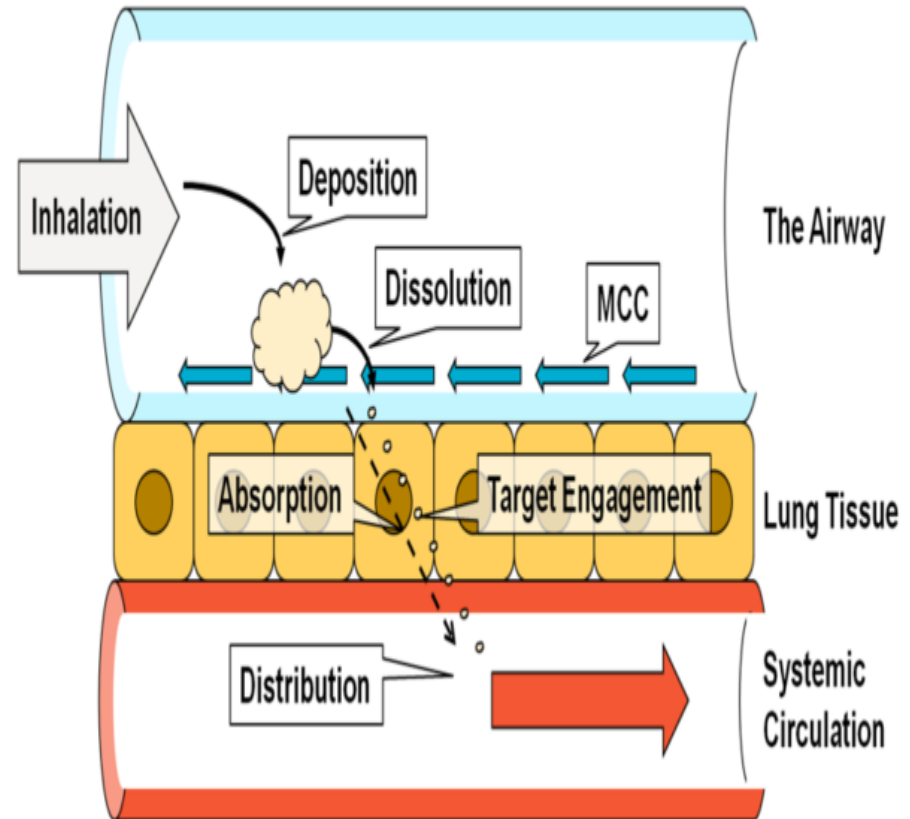 Inhalation
Deposition
Dissolution
MCC
The Airway
Absorption
Target Engagement
Lung Tissue
Distribution
Systemic
Circulation